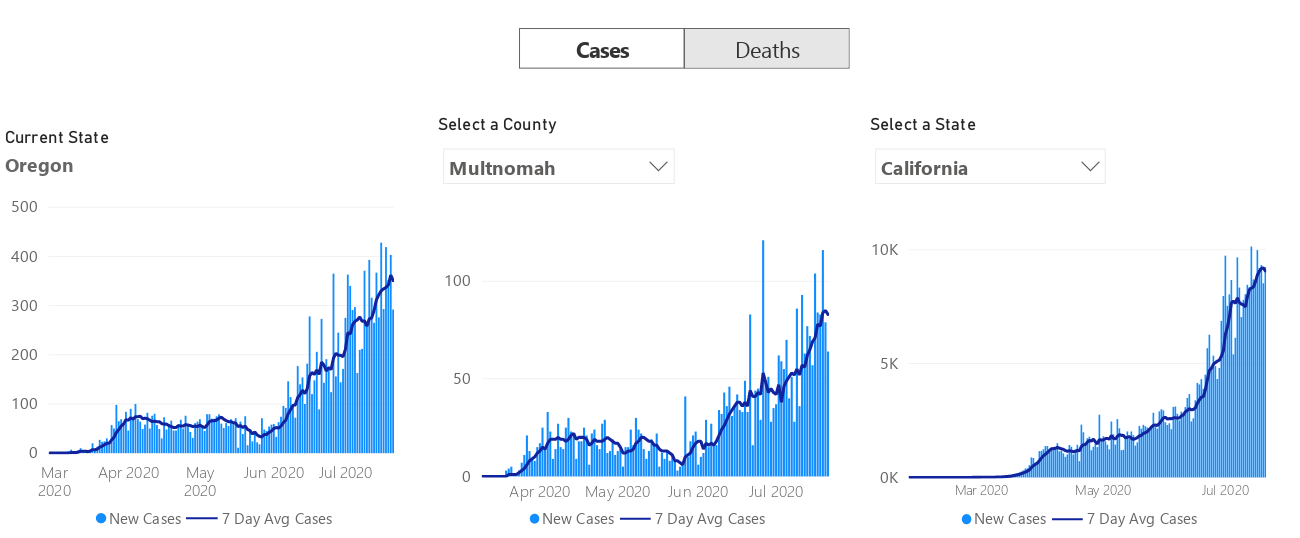 Cases Deaths
Current State
Oregon
500
400
300
200
100
0
Mar
2020
Apr 2020
May
2020
Jun 2020
Jul 2020
New Cases 7 Day Avg Cases
Select a County
Multnomah
100
50
0
Apr 2020 May 2020 Jun 2020 Jul 2020
New Cases 7 Day Avg Cases
Select a State
California
10K
5K
0K
Mar 2020 May 2020 Jul 2020
New Cases 7 Day Avg Cases